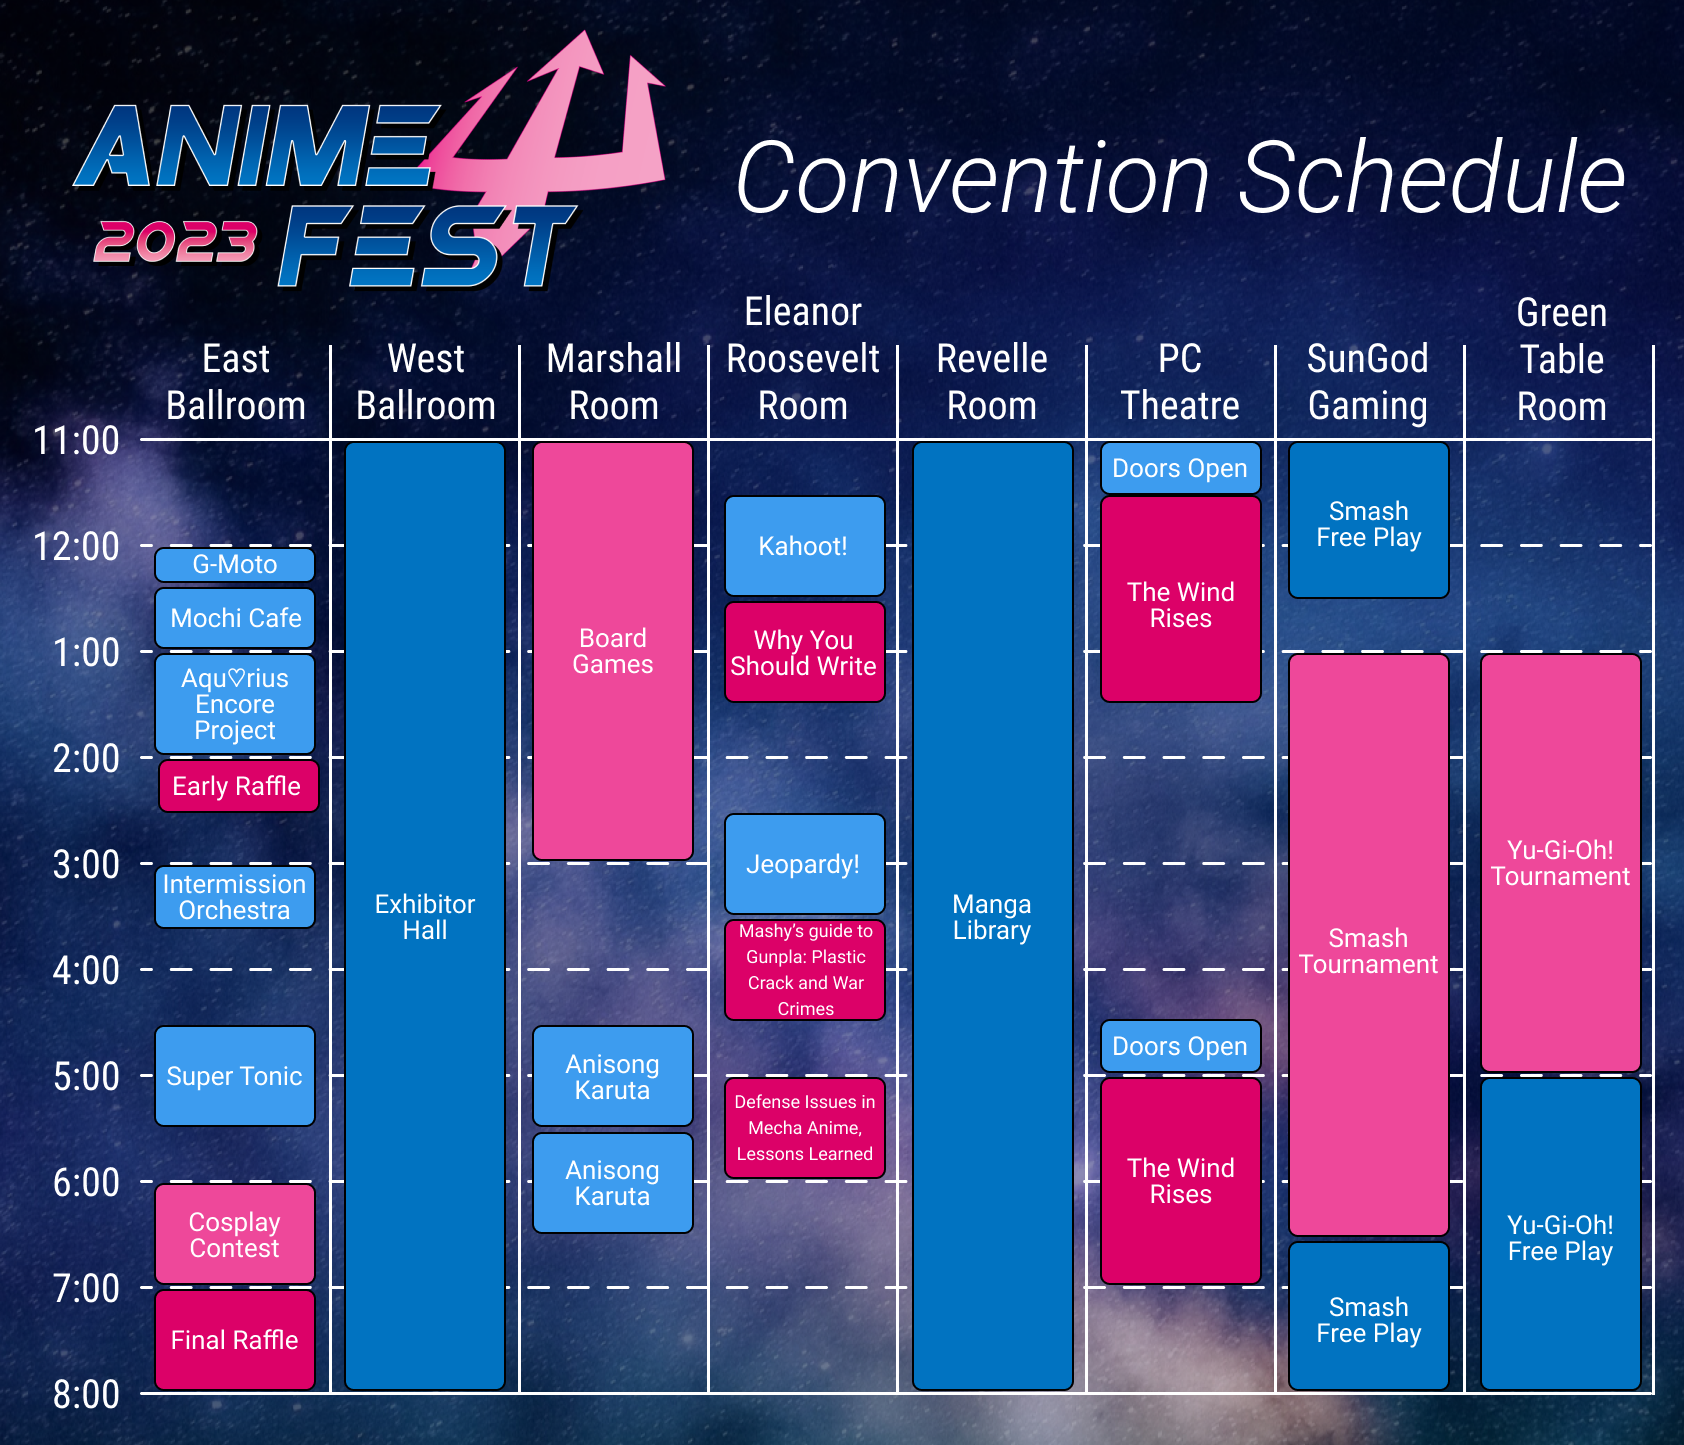 ANIME
2023 FEST
Convention Schedule
East
Ballroom
West
Ballroom
Marshall
Room
Eleanor
Roosevelt
Room
Revelle
Room
PC
Theatre
SunGod
Gaming
Green
Table
Room
11:00
12:00
1:00
2:00
3:00
4:00
5:00
6:00
7:00
8:00
G-Moto
Mochi Cafe
Aqu♡rius
Encore
Project
Early Raffle
Intermission
Orchestra
Super Tonic
Cosplay
Contest
Final Raffle
Exhibitor
Hall
Board
Games
Anisong
Karuta
Anisong
Karuta
Kahoot!
Why You
Should Write
Jeopardy!
Mashy's guide to
Gunpla: Plastic
Crack and War
Crimes
Defense Issues in
Mecha Anime,
Lessons Learned
Manga
Library
Doors Open
The Wind
Rises
Doors Open
The Wind
Rises
Smash
Free Play
Smash
Tournament
Smash
Free Play
Yu-Gi-Oh!
Tournament
Yu-Gi-Oh!
Free Play